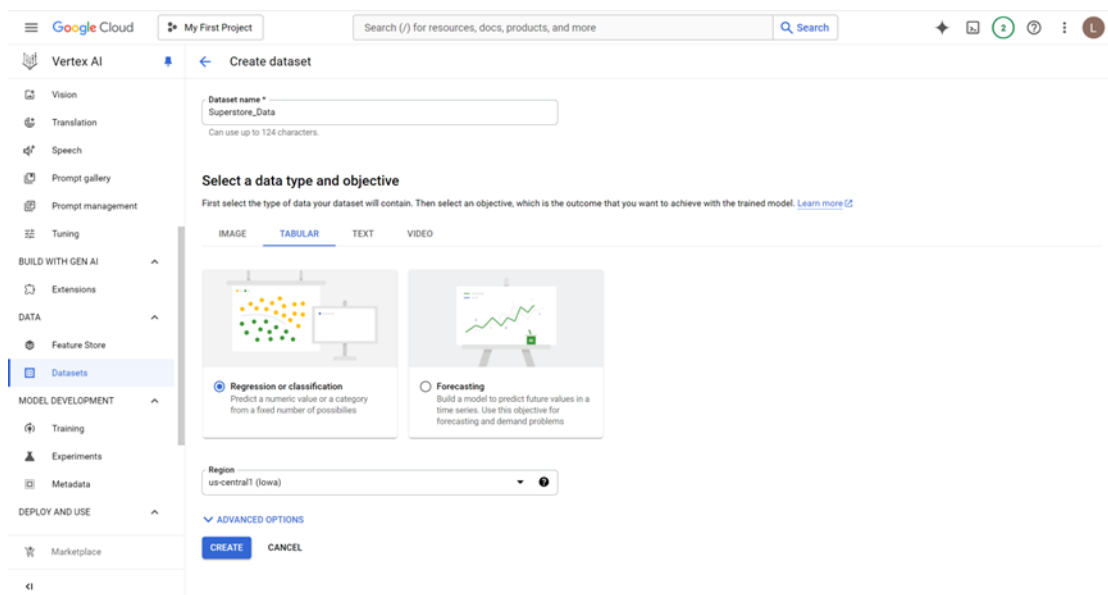 Google Cloud
My First Project
Search (/) for resources, docs, products, and more
Search
2
L
Vertex AI
Create dataset
Vision
Translation
Speech
Prompt gallery
Prompt management
Tuning
BUILD WITH GEN AI
Extensions
DATA
Feature Store
Datasets
MODEL DEVELOPMENT
Training
Experiments
Metadata
DEPLOY AND USE
Marketplace
Dataset name *
Superstore_Data
Can use up to 124 characters.
Select a data type and objective
First select the type of data your dataset will contain. Then select an objective, which is the outcome that you want to achieve with the trained model. Learn more
IMAGE TABULAR TEXT VIDEO
Regression or classification
Predict a numeric value or a category
from a fixed number of possibilies
Forecasting
Build a model to predict future values in a
time series. Use this objective for
forecasting and demand problems
Region
us-central1 (Iowa)
ADVANCED OPTIONS
CREATE CANCEL